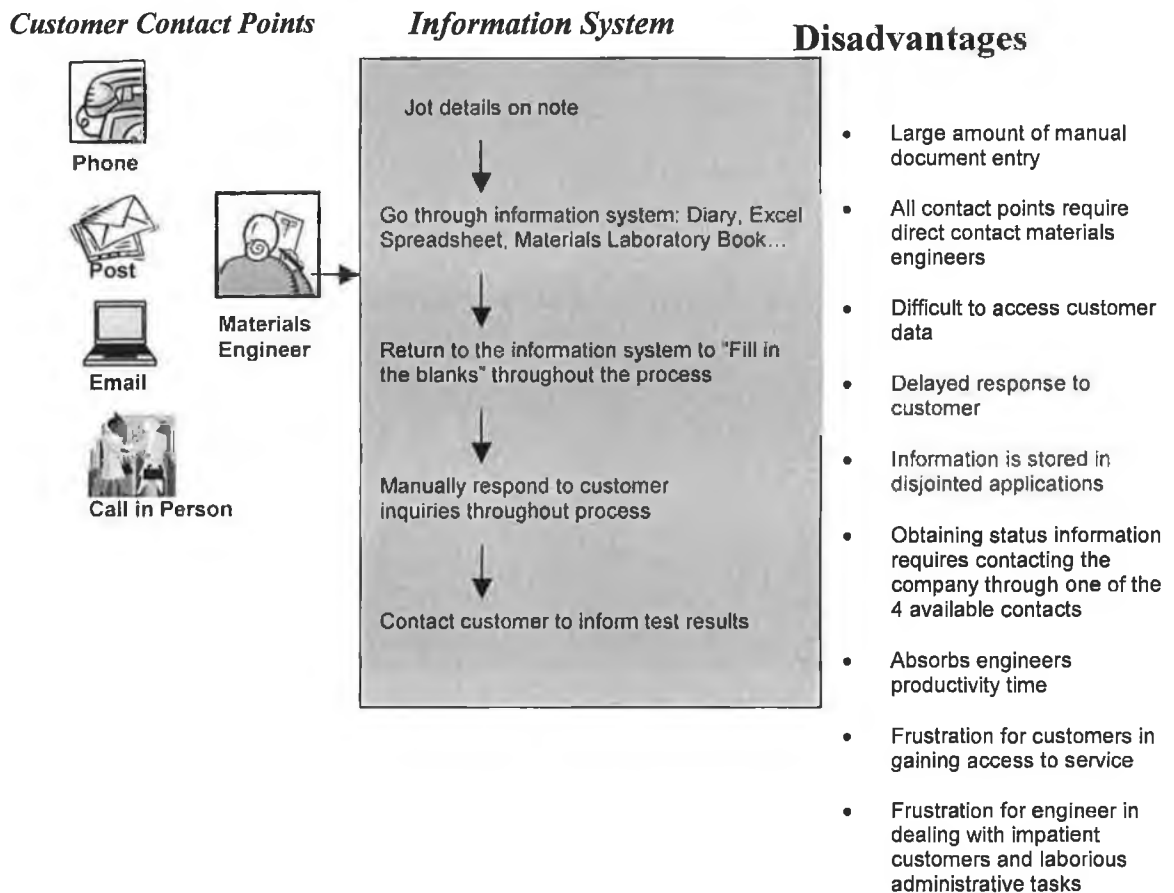 Customer Contact Points
Phone
Post
Email
Call in Person
Materials
Engineer
Information System
Jot details on note
Go through information system: Diary, Excel
Spreadsheet, Materials Laboratory Book...
Return to the information system to "Fill in
the blanks" throughout the process
Manually respond to customer
inquiries throughout process
Contact customer to inform test results
Disadvantages
• Large amount of manual
document entry
• All contact points require
direct contact materials
engineers
• Difficult to access customer
data
• Delayed response to
customer
• Information is stored in
disjointed applications
• Obtaining status information
requires contacting the
company through one of the
4 available contacts
• Absorbs engineers
productivity time
• Frustration for customers in
gaining access to service
• Frustration for engineer in
dealing with impatient
customers and laborious
administrative tasks